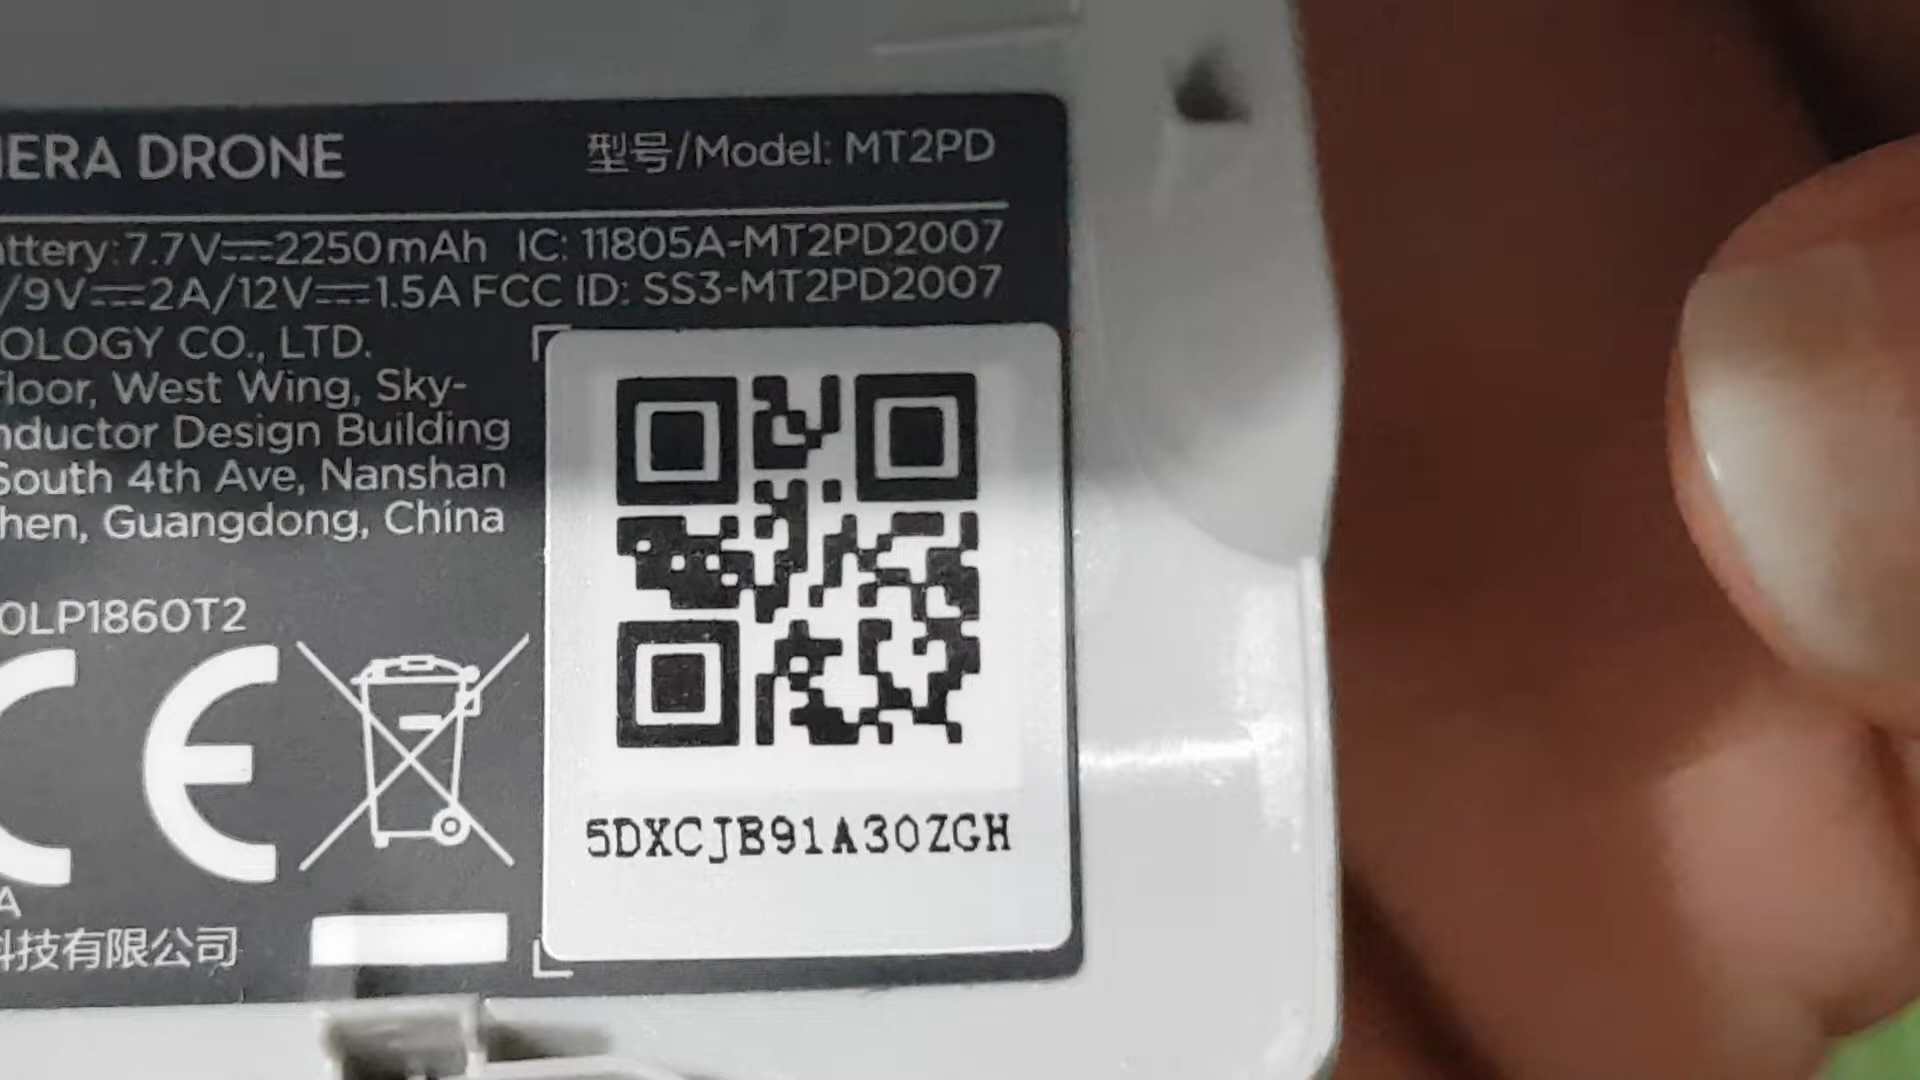 ERA DRONE
型号/Model: MT2PD
ttery:7.7V⎓2250mAh IC: 11805A-MT2PD2007
/9V⎓2A/12V⎓1.5A FCC ID: SS3-MT2PD2007
OLOGY CO., LTD.
floor, West Wing, Sky-
nductor Design Building
South 4th Ave, Nanshan
hen, Guangdong, China
0LP1860T2
CE
5DXCJB91A30ZGH
A
科技有限公司